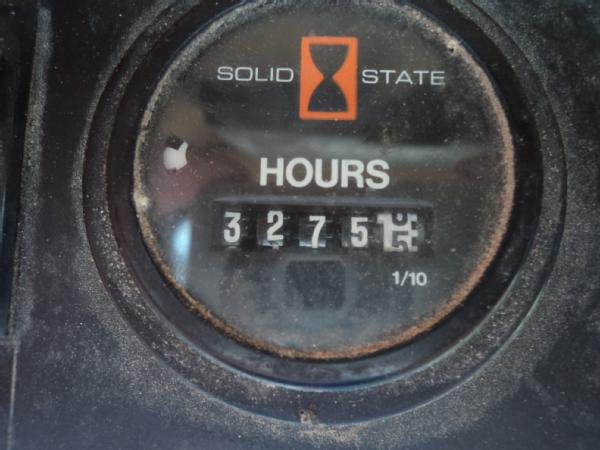 SOLID STATE
HOURS
3275
1/10